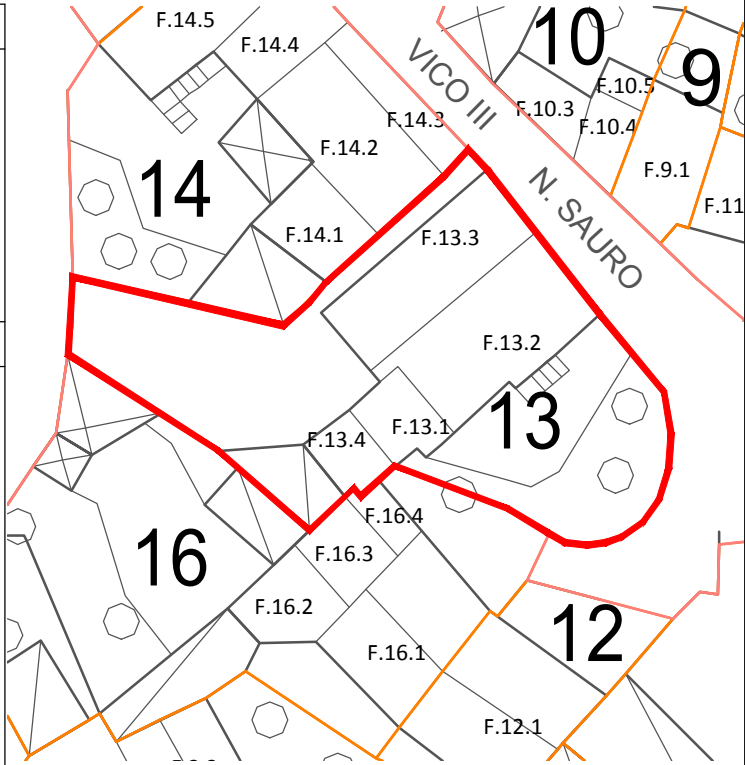 F.14.5
F.14.4
10
9
VICO III
F.10.5
F.14.3
F.10.3
F.10.4
F.14.2
F.9.1
14
N. SAURO
F.11
F.14.1
F.13.3
F.13.2
13
F.13.1
F.13.4
F.16.4
16
F.16.3
F.16.2
12
F.16.1
F.12.1